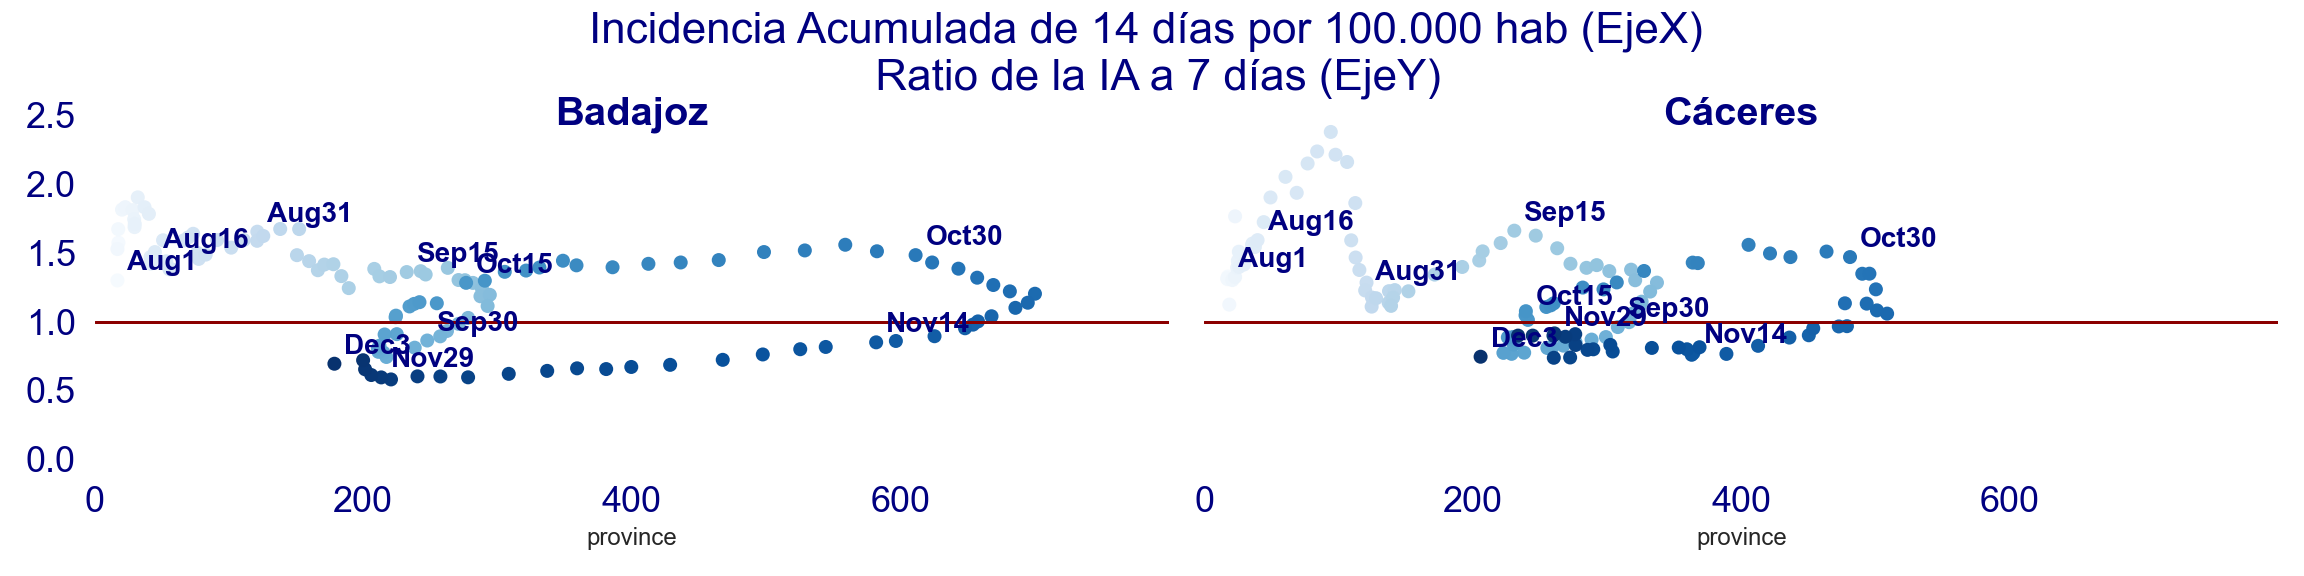 Incidencia Acumulada de 14 días por 100.000 hab (EjeX)
Ratio de la IA a 7 días (EjeY)
Badajoz
2.5
2.0
1.5
1.0
0.5
0.0
Aug1
Aug16
Aug31
Sep15
Oct15
Oct30
Sep30
Nov14
Dec3
Nov29
0 200 400 600
province
Cáceres
Aug1
Aug16
Aug31
Sep15
Oct30
Oct15
Sep30
Nov29
Nov14
Dec3
0 200 400 600
province